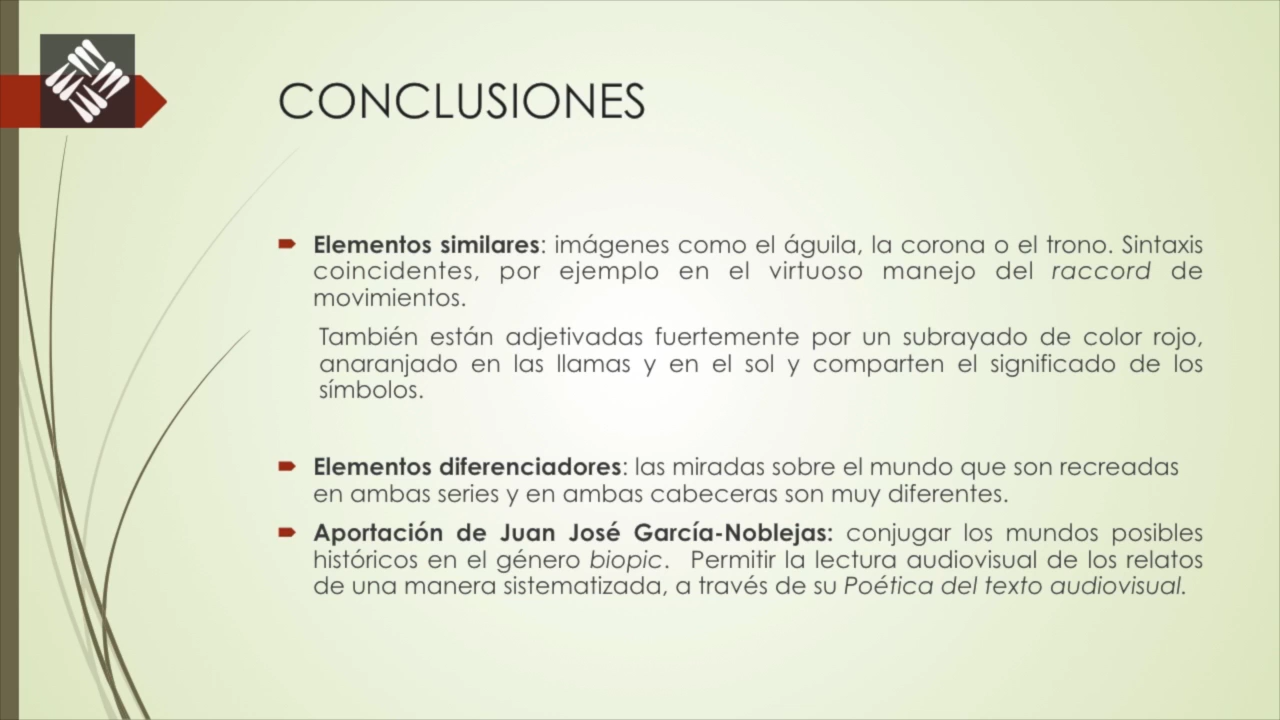 CONCLUSIONES
Elementos similares: imágenes como el águila, la corona o el trono. Sintaxis
coincidentes, por ejemplo en el virtuoso manejo del raccord de
movimientos.
También están adjetivadas fuertemente por un subrayado de color rojo,
anaranjado en las llamas y en el sol y comparten el significado de los
símbolos.
Elementos diferenciadores: las miradas sobre el mundo que son recreadas
en ambas series y en ambas cabeceras son muy diferentes.
Aportación de Juan José García-Noblejas: conjugar los mundos posibles
históricos en el género biopic. Permitir la lectura audiovisual de los relatos
de una manera sistematizada, a través de su Poética del texto audiovisual.